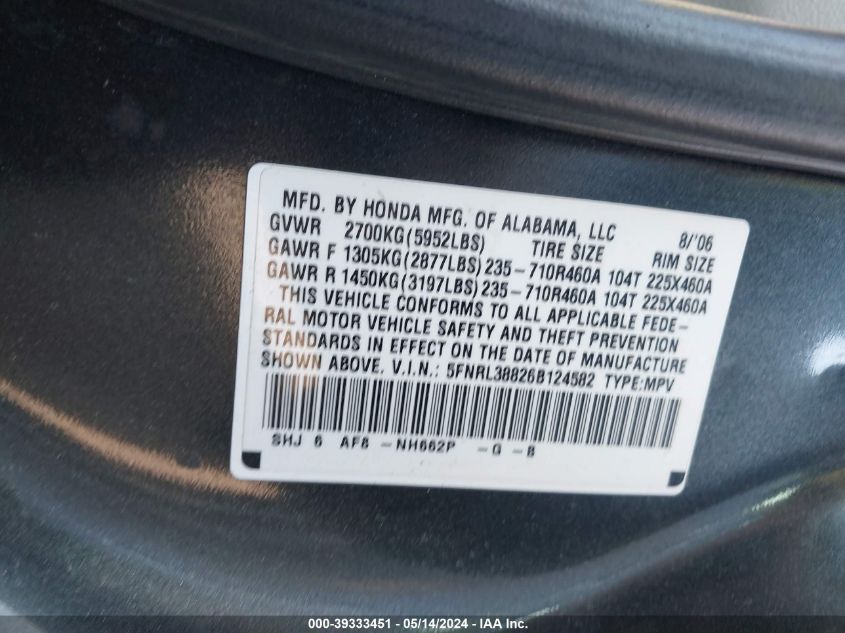 MFD. BY HONDA MFG. OF ALABAMA, LLC 8/'06
GVWR 2700KG(5952LBS) TIRE SIZE RIM SIZE
GAWR F 1305KG(2877LBS)235-710R460A 104T 225X460A
GAWR R 1450KG(3197LBS)235-710R460A 104T 225X460A
THIS VEHICLE CONFORMS TO ALL APPLICABLE FEDE-
RAL MOTOR VEHICLE SAFETY AND THEFT PREVENTION
STANDARDS IN EFFECT ON THE DATE OF MANUFACTURE
SHOWN ABOVE. V.I.N.: 5FNRL38826B124582 TYPE:MPV
SHJ 6 AF8 -NH662P -G -B
000-39333451 - 05/14/2024 - IAA Inc.